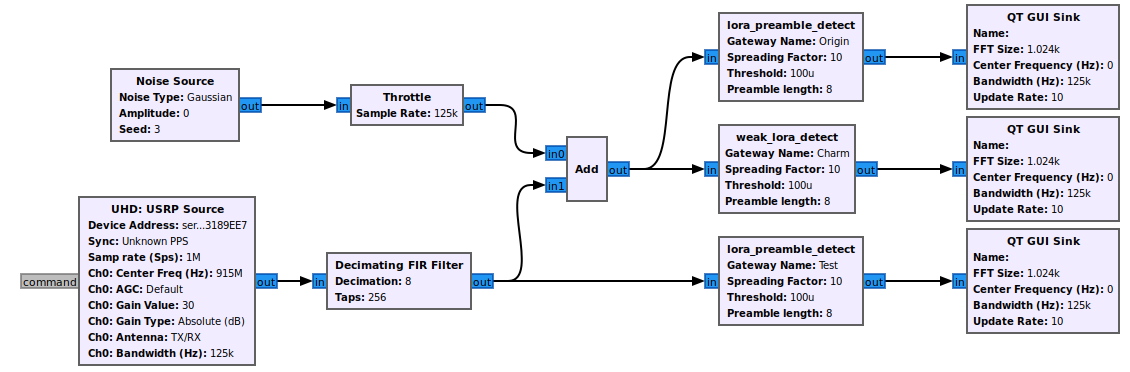 Noise Source
Noise Type: Gaussian
Amplitude: 0
Seed: 3
out
in
Throttle
Sample Rate: 125k
out
in0
in1
Add
out
UHD: USRP Source
Device Address: ser...3189EE7
Sync: Unknown PPS
Samp rate (Sps): 1M
Ch0: Center Freq (Hz): 915M
Ch0: AGC: Default
Ch0: Gain Value: 30
Ch0: Gain Type: Absolute (dB)
Ch0: Antenna: TX/RX
Ch0: Bandwidth (Hz): 125k
command
out
in
Decimating FIR Filter
Decimation: 8
Taps: 256
out
in
lora_preamble_detect
Gateway Name: Origin
Spreading Factor: 10
Threshold: 100u
Preamble length: 8
out
in
QT GUI Sink
Name:
FFT Size: 1.024k
Center Frequency (Hz): 0
Bandwidth (Hz): 125k
Update Rate: 10
in
weak_lora_detect
Gateway Name: Charm
Spreading Factor: 10
Threshold: 100u
Preamble length: 8
out
in
QT GUI Sink
Name:
FFT Size: 1.024k
Center Frequency (Hz): 0
Bandwidth (Hz): 125k
Update Rate: 10
in
lora_preamble_detect
Gateway Name: Test
Spreading Factor: 10
Threshold: 100u
Preamble length: 8
out
in
QT GUI Sink
Name:
FFT Size: 1.024k
Center Frequency (Hz): 0
Bandwidth (Hz): 125k
Update Rate: 10